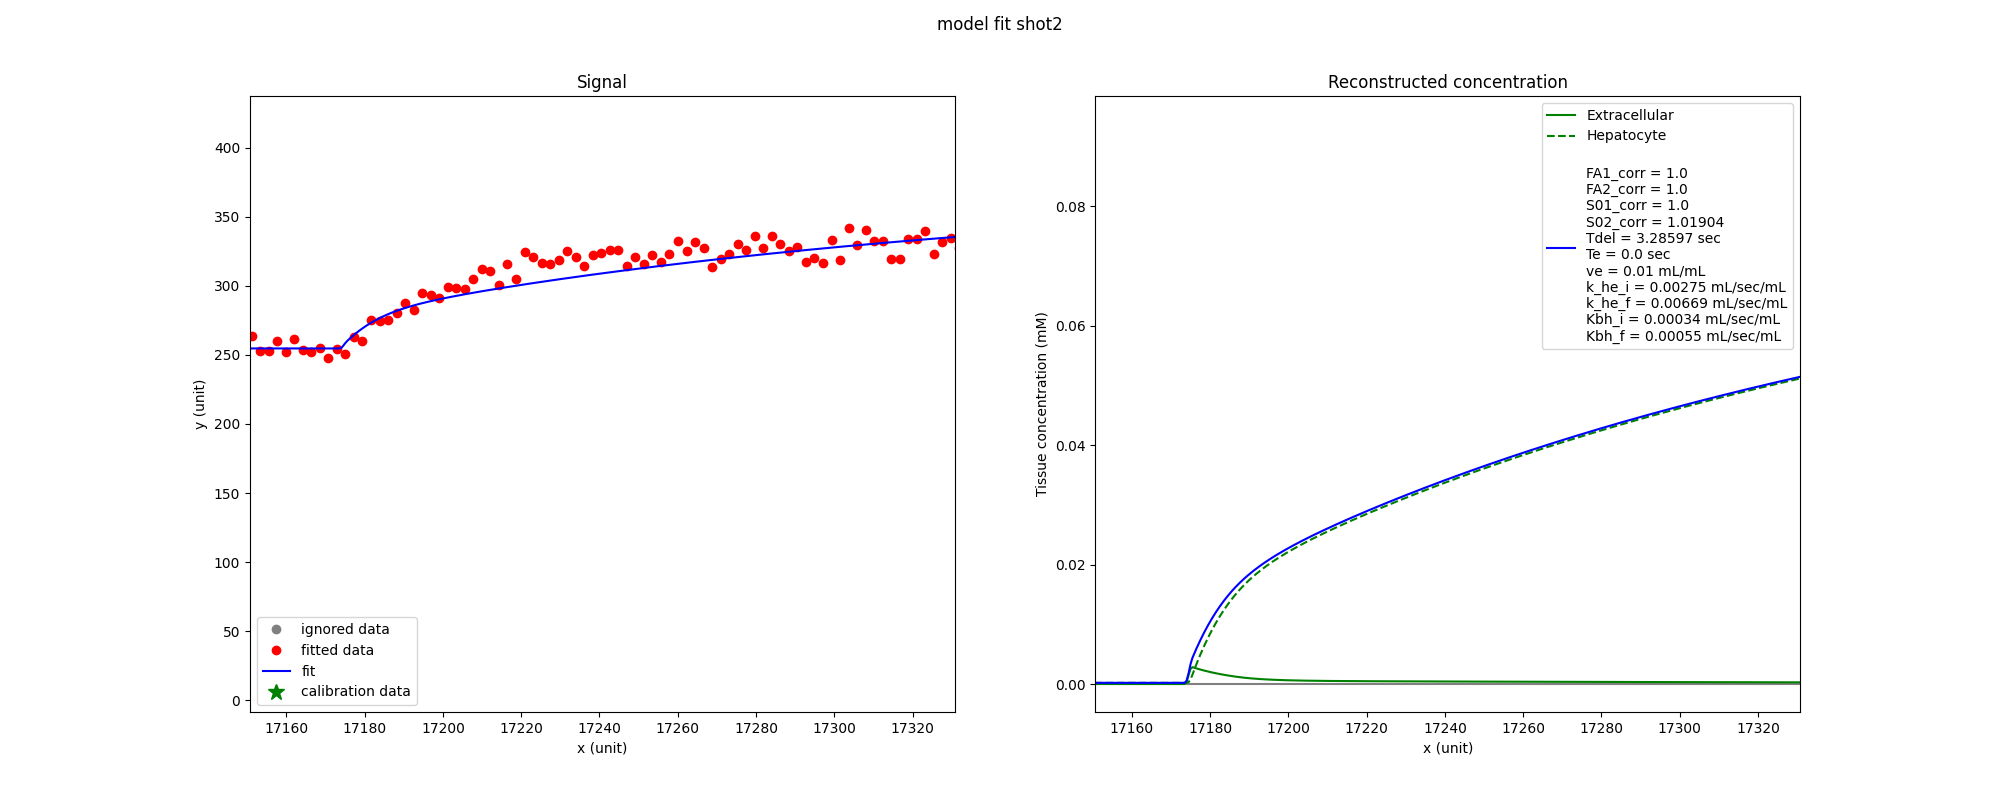 model fit shot2
Signal
y (unit)
400
350
300
250
200
150
100
50
0
17160 17180 17200 17220 17240 17260 17280 17300 17320
x (unit)
ignored data
fitted data
fit
calibration data
Reconstructed concentration
Tissue concentration (mM)
0.08
0.06
0.04
0.02
0.00
17160 17180 17200 17220 17240 17260 17280 17300 17320
x (unit)
Extracellular
Hepatocyte
FA1_corr = 1.0
FA2_corr = 1.0
S01_corr = 1.0
S02_corr = 1.01904
Tdel = 3.28597 sec
Te = 0.0 sec
ve = 0.01 mL/mL
k_he_i = 0.00275 mL/sec/mL
k_he_f = 0.00669 mL/sec/mL
Kbh_i = 0.00034 mL/sec/mL
Kbh_f = 0.00055 mL/sec/mL